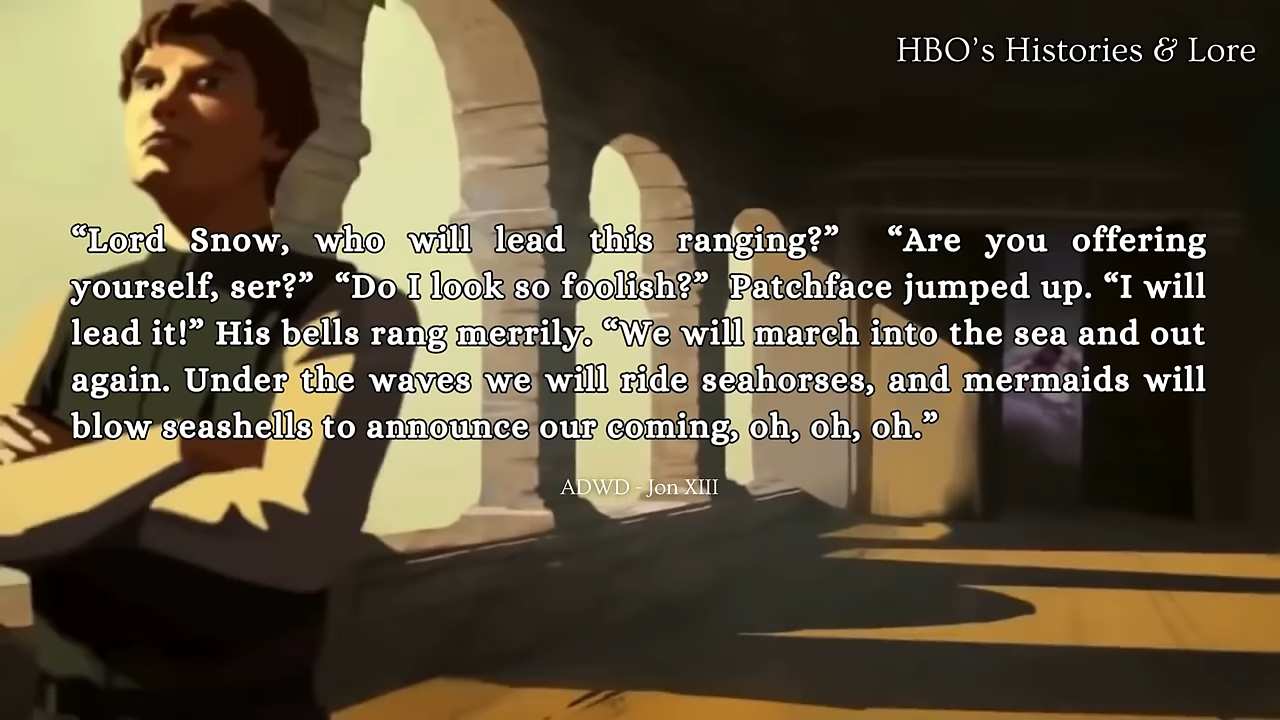 HBO’s Histories & Lore
“Lord Snow, who will lead this ranging?” “Are you offering
yourself, ser?” “Do I look so foolish?” Patchface jumped up. “I will
lead it!” His bells rang merrily. “We will march into the sea and out
again. Under the waves we will ride seahorses, and mermaids will
blow seashells to announce our coming, oh, oh, oh.”
ADWD - Jon XIII